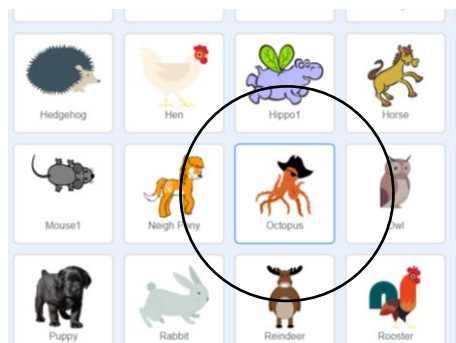 Hedgehog
Hen
Hippo1
Horse
Mouse1
Neigh Pony
Octopus
Owl
Puppy
Rabbit
Reindeer
Rooster